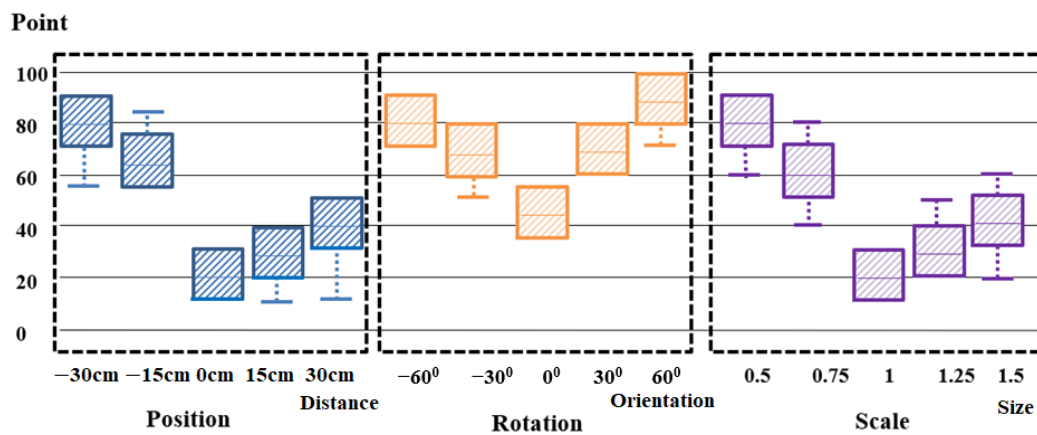 Point
100
80
60
40
20
0
−30cm −15cm 0cm 15cm 30cm
Distance
Position
−60⁰ −30⁰ 0⁰ 30⁰ 60⁰
Orientation
Rotation
0.5 0.75 1 1.25 1.5
Size
Scale